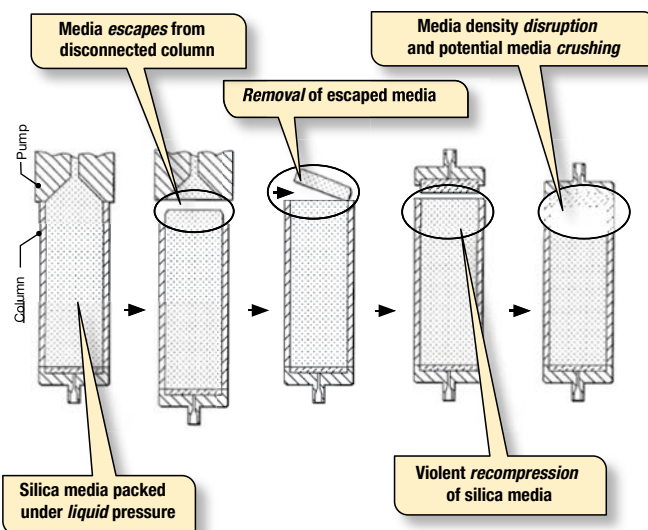 Media escapes from
disconnected column
Media density disruption
and potential media crushing
Removal of escaped media
Pump
Column
Silica media packed
under liquid pressure
Violent recompression
of silica media